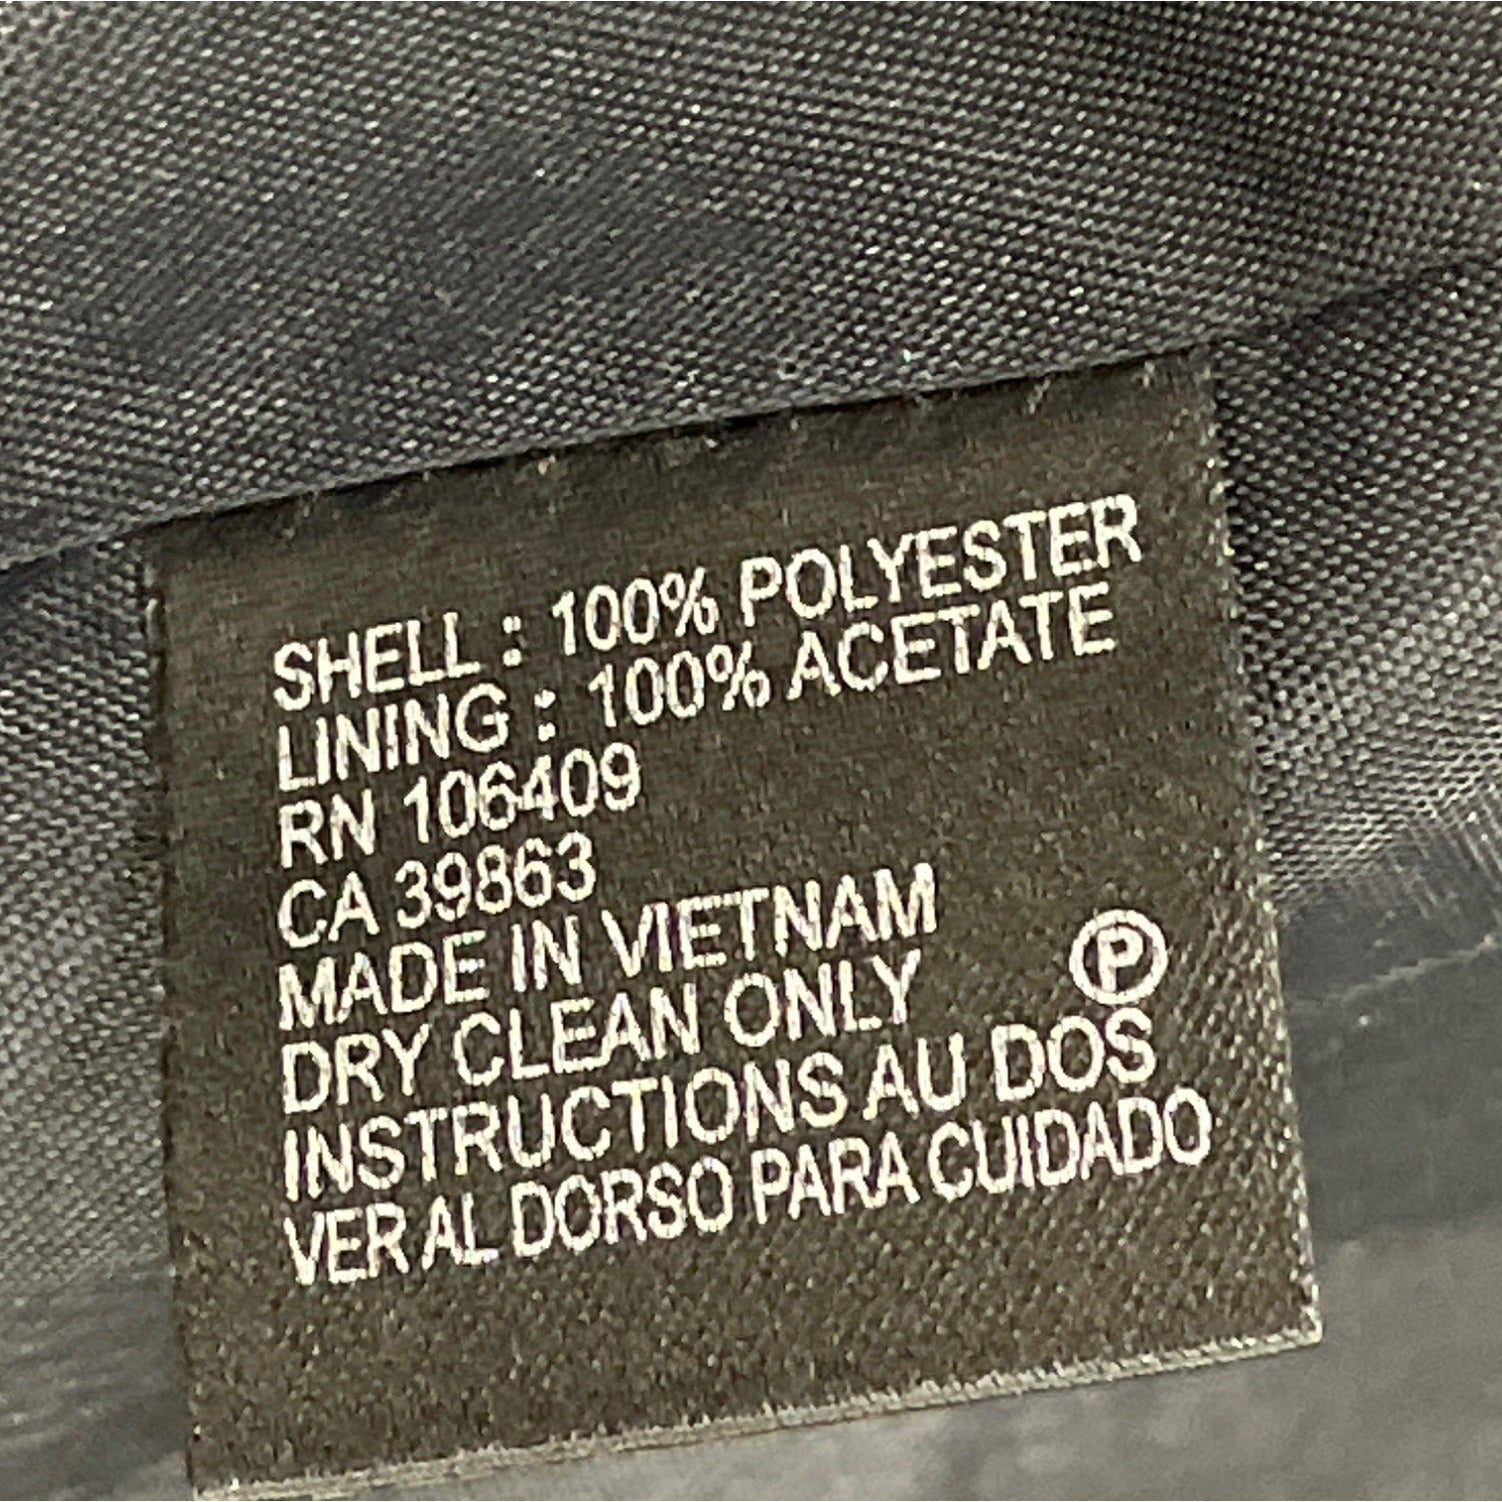 SHELL : 100% POLYESTER
LINING : 100% ACETATE
RN 106409
CA 39863
MADE IN VIETNAM
DRY CLEAN ONLY Ⓟ
INSTRUCTIONS AU DOS
VER AL DORSO PARA CUIDADO